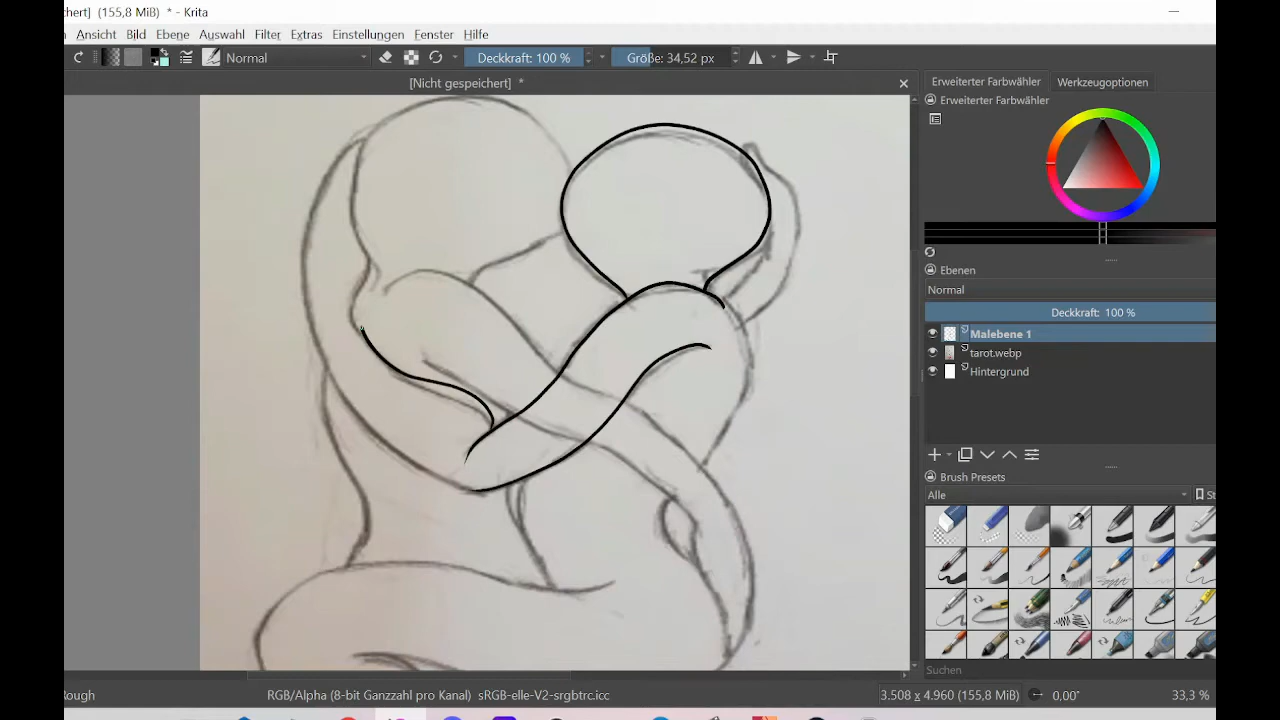 chert] (155,8 MiB) * - Krita
Ansicht Bild Ebene Auswahl Filter Extras Einstellungen Fenster Hilfe
Normal Deckkraft: 100 % Größe: 34,52 px
[Nicht gespeichert] *
Erweiterter Farbwähler Werkzeugoptionen
Erweiterter Farbwähler
Ebenen
Normal
Deckkraft: 100 %
Malebene 1
tarot.webp
Hintergrund
Brush Presets
Alle St
Suchen
Rough RGB/Alpha (8-bit Ganzzahl pro Kanal) sRGB-elle-V2-srgbtrc.icc 3.508 x 4.960 (155,8 MiB) 0,00° 33,3 %